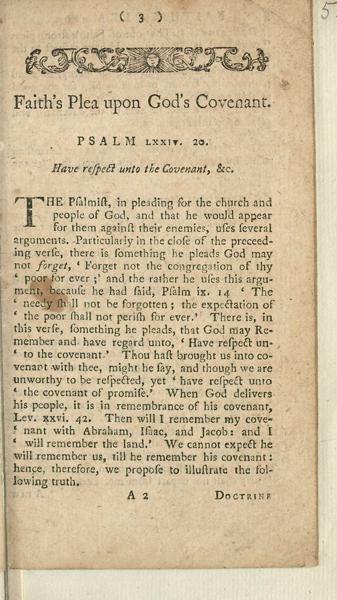 ( 3 )
5
Faith's Plea upon God's Covenant.
PSALM LXXIV. 20.
Have reſpect unto the Covenant, &c.
THE Pſalmiſt, in pleading for the church and
people of God, and that he would appear
for them againſt their enemies, uſes ſeveral
arguments. Particularly in the cloſe of the preceed-
ing verſe, there is ſomething he pleads God may
not forget, ‘ Forget not the congregation of thy
‘ poor for ever ;’ and the rather he uſes this argu-
ment, becauſe he had ſaid, Pſalm ix. 14 ‘ The
‘ needy ſhall not be forgotten ; the expectation of
‘ the poor ſhall not periſh for ever.’ There is, in
this verſe, ſomething he pleads, that God may Re-
member and have regard unto, ‘ Have reſpect un-
‘ to the covenant.’ Thou haſt brought us into co-
venant with thee, might he ſay, and though we are
unworthy to be reſpected, yet ‘ have reſpect unto
‘ the covenant of promiſe.’ When God delivers
his people, it is in remembrance of his covenant,
Lev. xxvi. 42. Then will I remember my cove-
‘ nant with Abraham, Iſaac, and Jacob: and I
‘ will remember the land.’ We cannot expect he
will remember us, till he remember his covenant :
hence, therefore, we propoſe to illuſtrate the fol-
lowing truth.
A 2 DOCTRINE